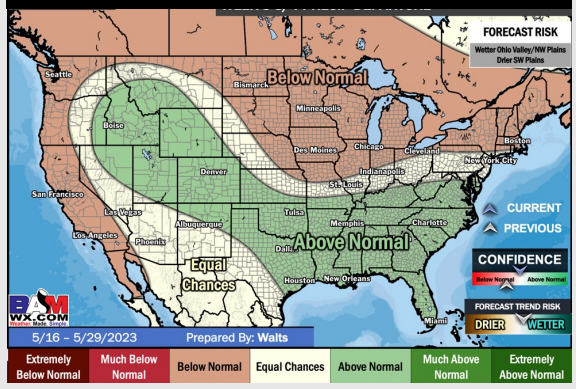 FORECAST RISK
Wetter Ohio Valley/NW Plains
Drier SW Plains
Seattle
Bismarck
Below Normal
Minneapolis
Boise
Des Moines
Chicago
Cleveland
Boston
New York City
Denver
Indianapolis
St. Louis
San Francisco
Las Vegas
Tulsa
Memphis
Charlotte
CURRENT
PREVIOUS
Los Angeles
Phoenix
Albuquerque
Dallas
Above Normal
Equal
Chances
Houston
New Orleans
CONFIDENCE
Below Normal
Above Normal
Miami
FORECAST TREND RISK
DRIER
WETTER
BAM
WX.COM
Weather. Made. Simple.
5/16 - 5/29/2023
Prepared By: Walts
Extremely
Below Normal
Much Below
Normal
Below Normal
Equal Chances
Above Normal
Much Above
Normal
Extremely
Above Normal